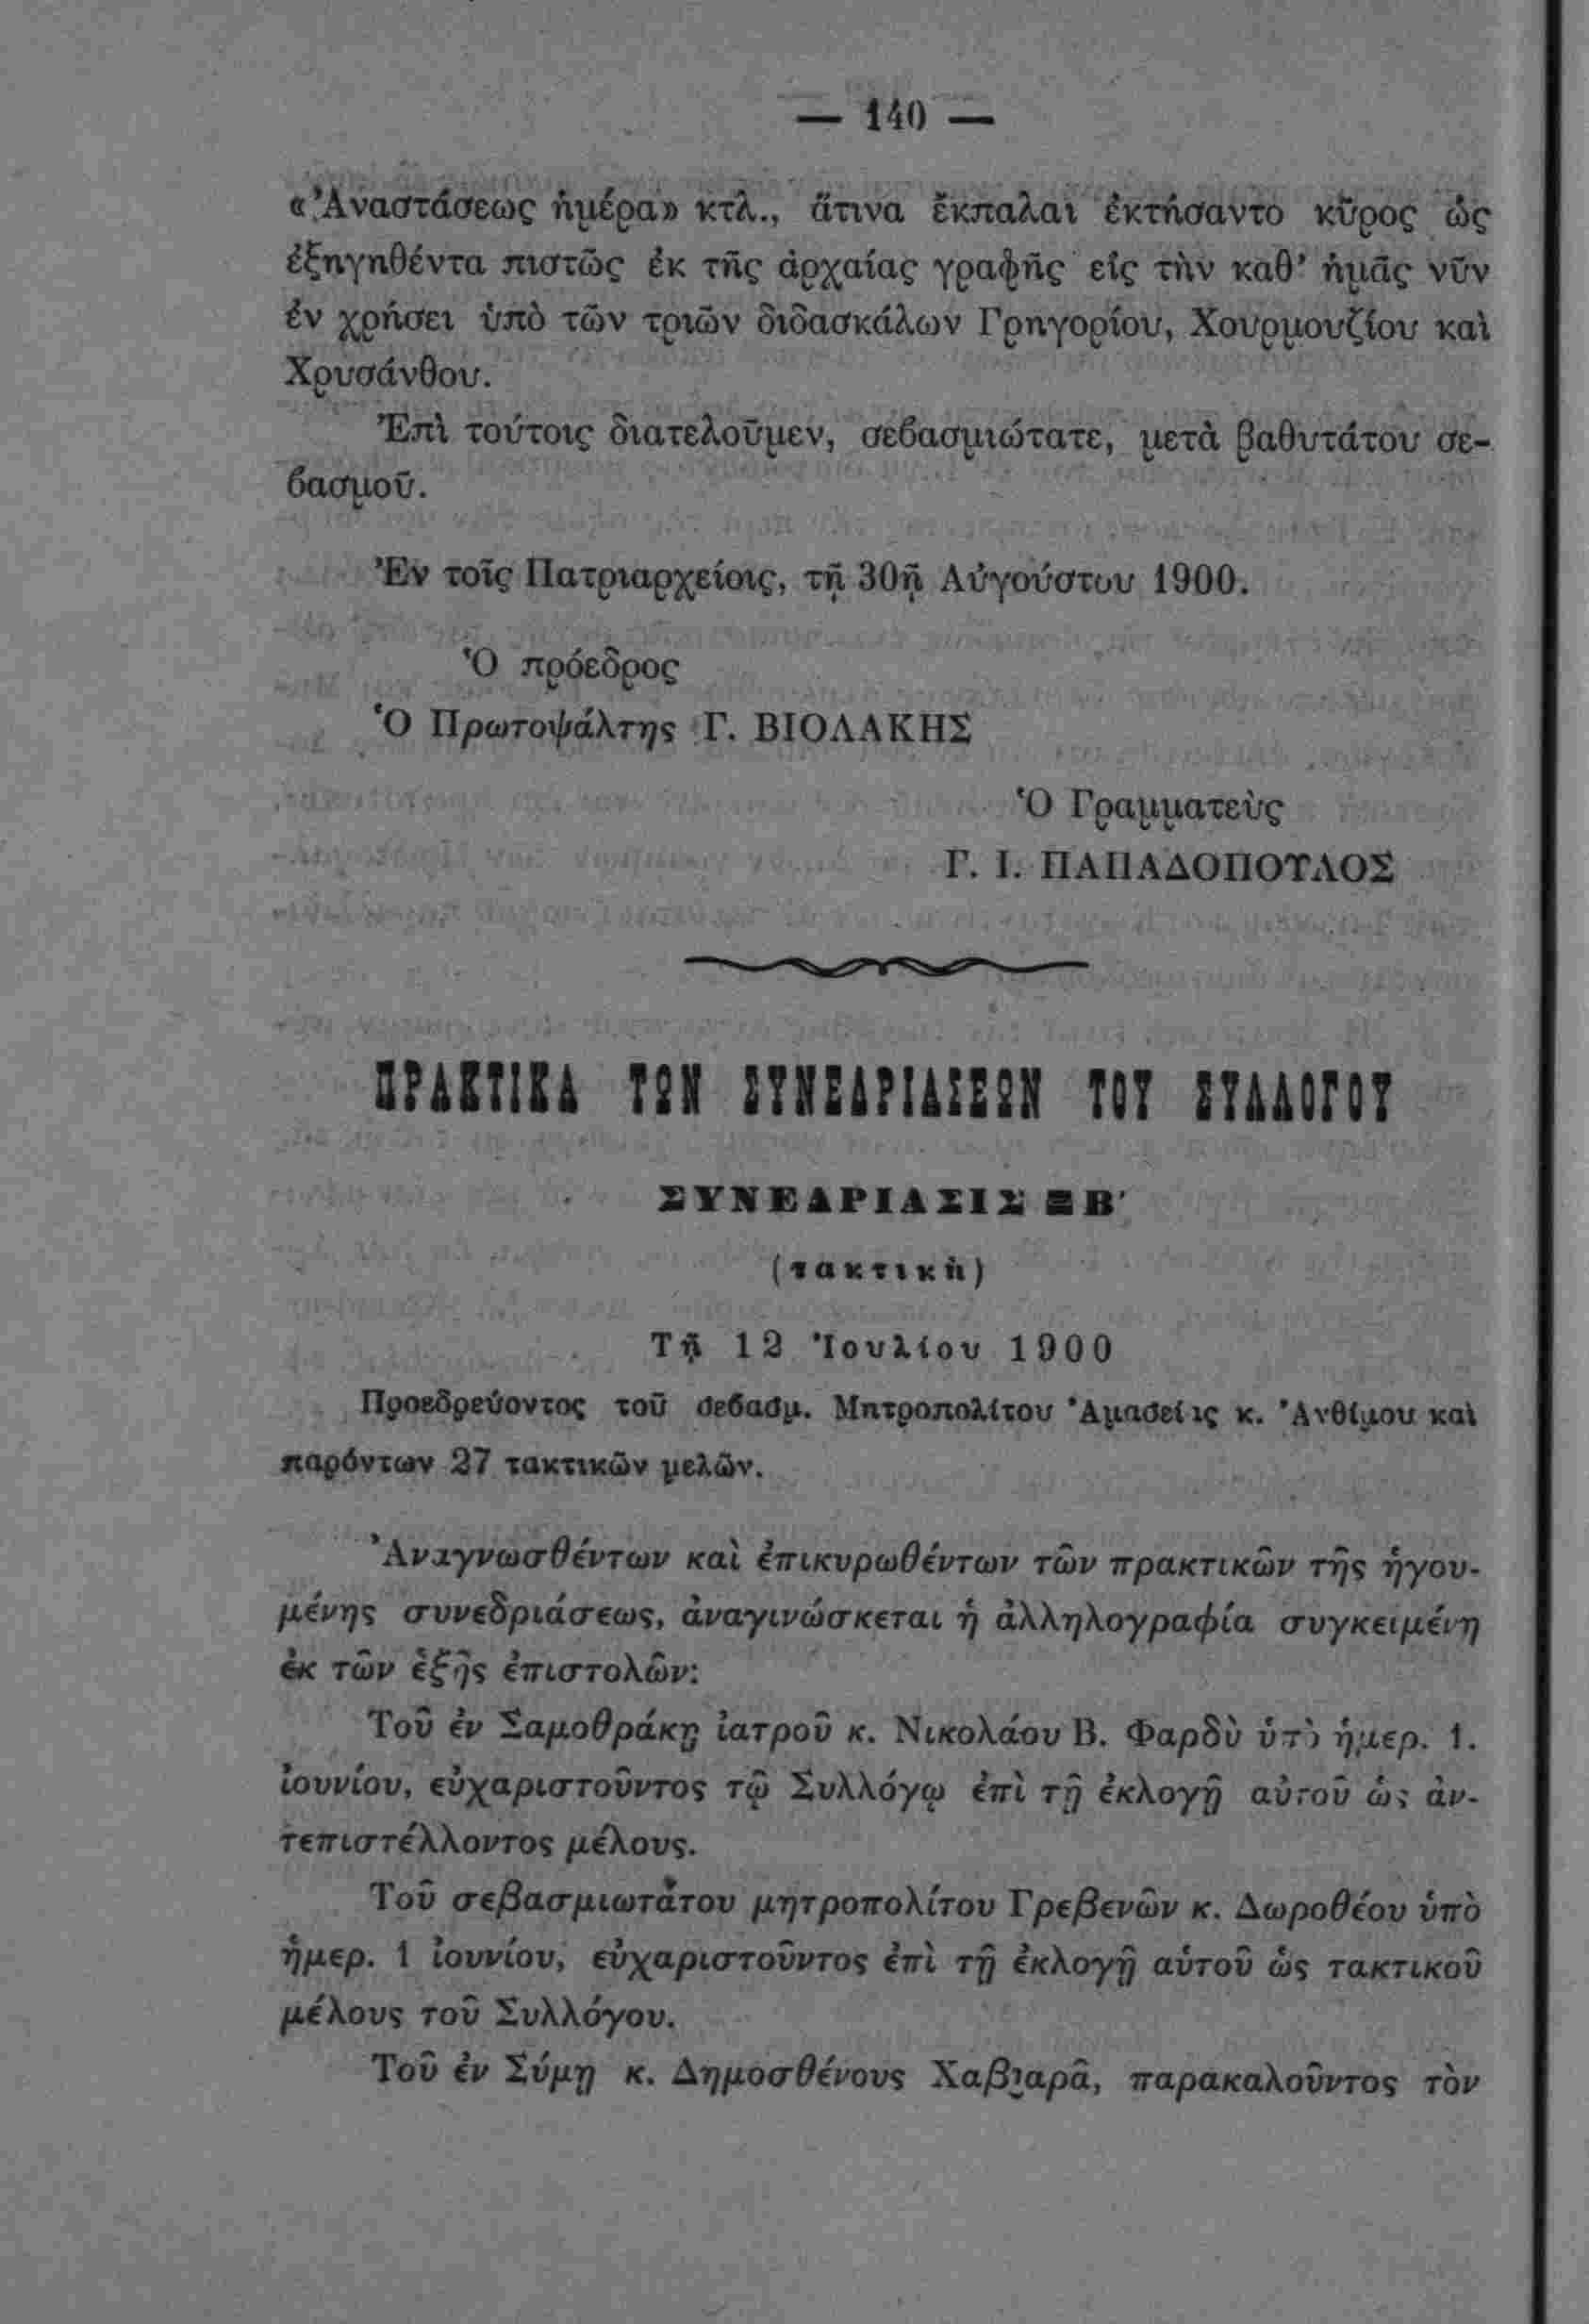 — 140 —
«Ἀναστάσεως ἡμέρα» κτλ., ἅτινα ἔκπαλαι ἐκτήσαντο κῦρος ὡς
ἐξηγηθέντα πιστῶς ἐκ τῆς ἀρχαίας γραφῆς εἰς τὴν καθ’ ἡμᾶς νῦν
ἐν χρήσει ὑπὸ τῶν τριῶν διδασκάλων Γρηγορίου, Χουρμουζίου καὶ
Χρυσάνθου.
Ἐπὶ τούτοις διατελοῦμεν, σεβασμιώτατε, μετὰ βαθυτάτου σε-
βασμοῦ.
Ἐν τοῖς Πατριαρχείοις, τῇ 30ῇ Αὐγούστου 1900.
Ὁ πρόεδρος
Ὁ Πρωτοψάλτης Γ. ΒΙΟΛΑΚΗΣ
Ὁ Γραμματεὺς
Γ. Ι. ΠΑΠΑΔΟΠΟΥΛΟΣ
ΠΡΑΚΤΙΚΑ ΤΩΝ ΣΥΝΕΔΡΙΑΣΕΩΝ ΤΟΥ ΣΥΛΛΟΓΟΥ
ΣΥΝΕΔΡΙΑΣΙΣ ΞΒ′
(τακτικὴ)
Τῇ 12 Ἰουλίου 1900
Προεδρεύοντος τοῦ σεβασμ. Μητροπολίτου Ἀμασείας κ. Ἀνθίμου καὶ
παρόντων 27 τακτικῶν μελῶν.
Ἀναγνωσθέντων καὶ ἐπικυρωθέντων τῶν πρακτικῶν τῆς ἡγου-
μένης συνεδριάσεως, ἀναγινώσκεται ἡ ἀλληλογραφία συγκειμένη
ἐκ τῶν ἑξῆς ἐπιστολῶν:
Τοῦ ἐν Σαμοθράκῃ ἰατροῦ κ. Νικολάου Β. Φαρδὺ ὑπὸ ἡμερ. 1.
ἰουνίου, εὐχαριστοῦντος τῷ Συλλόγῳ ἐπὶ τῇ ἐκλογῇ αὐτοῦ ὡς ἀν-
τεπιστέλλοντος μέλους.
Τοῦ σεβασμιωτάτου μητροπολίτου Γρεβενῶν κ. Δωροθέου ὑπὸ
ἡμερ. 1 ἰουνίου, εὐχαριστοῦντος ἐπὶ τῇ ἐκλογῇ αὑτοῦ ὡς τακτικοῦ
μέλους τοῦ Συλλόγου.
Τοῦ ἐν Σύμῃ κ. Δημοσθένους Χαβιαρᾶ, παρακαλοῦντος τὸν